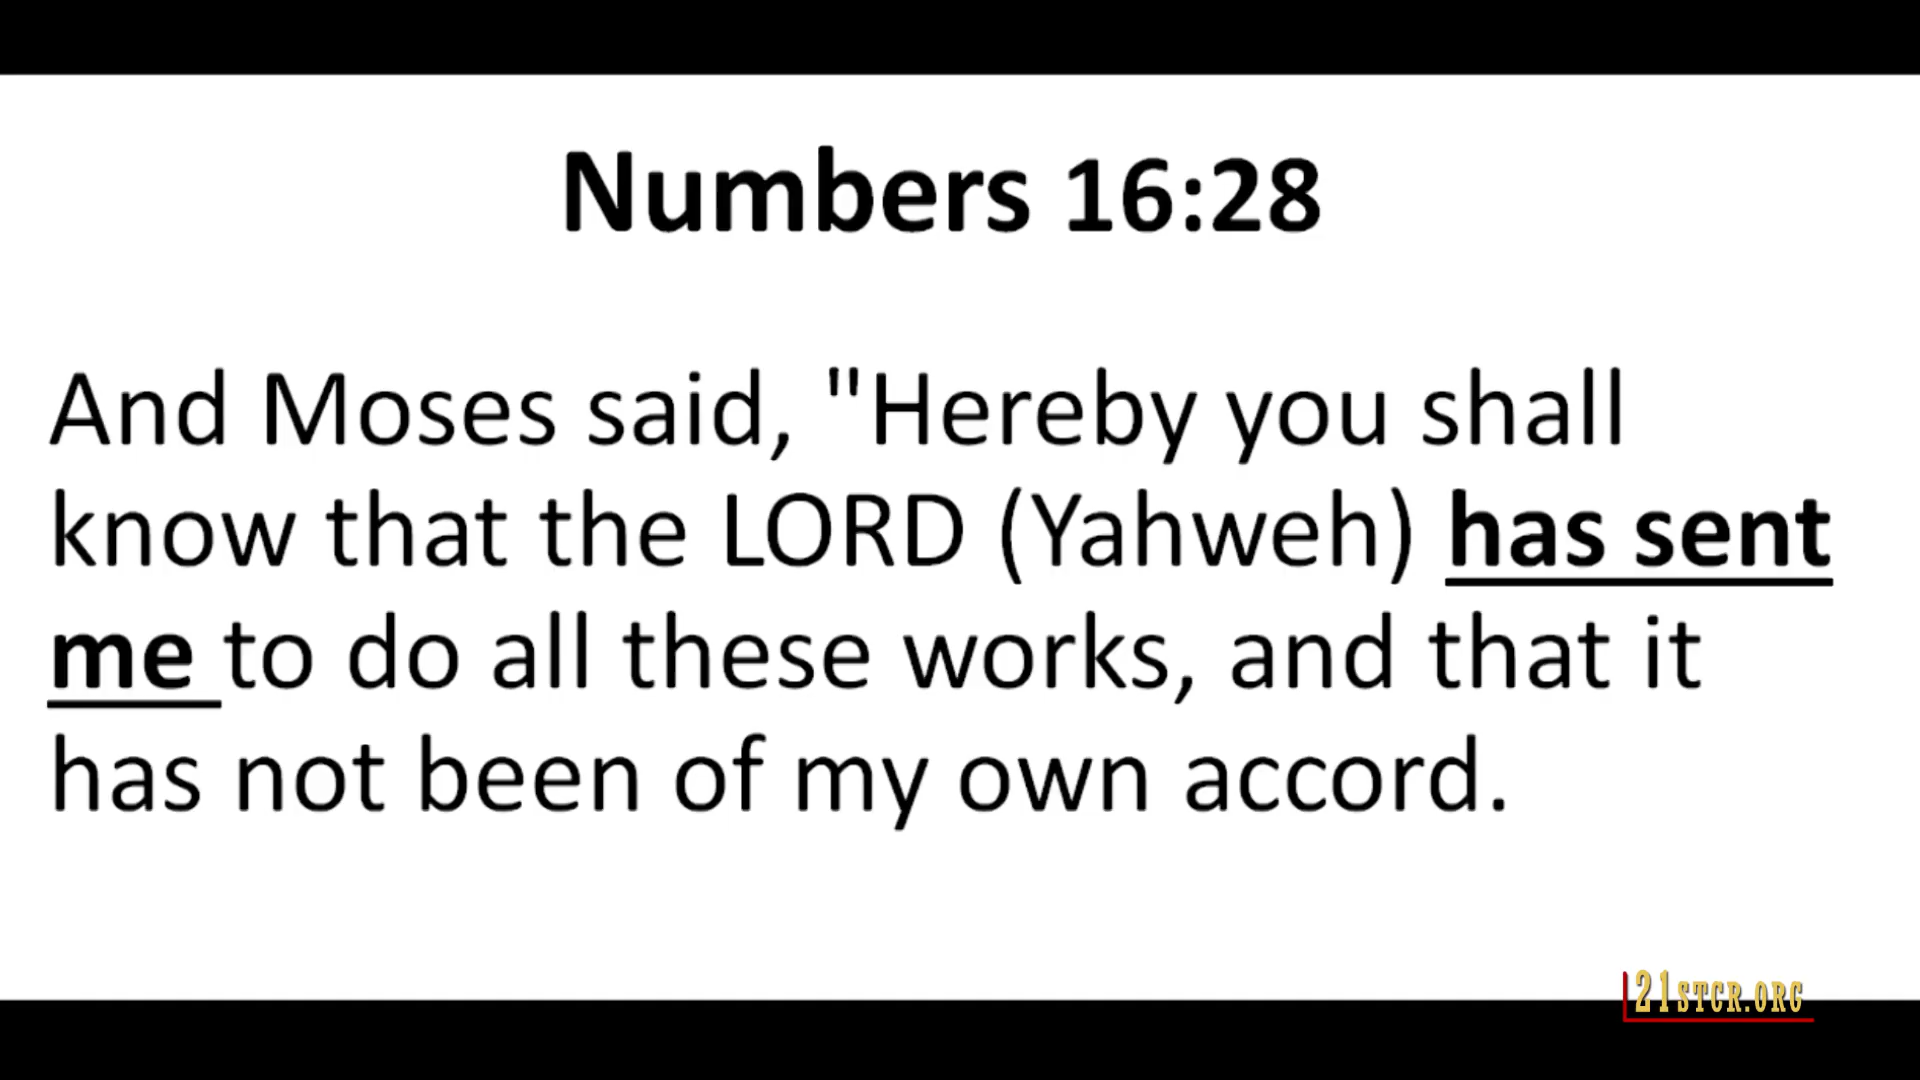 Numbers 16:28
And Moses said, "Hereby you shall
know that the LORD (Yahweh) has sent
me to do all these works, and that it
has not been of my own accord.
21STCR.ORG